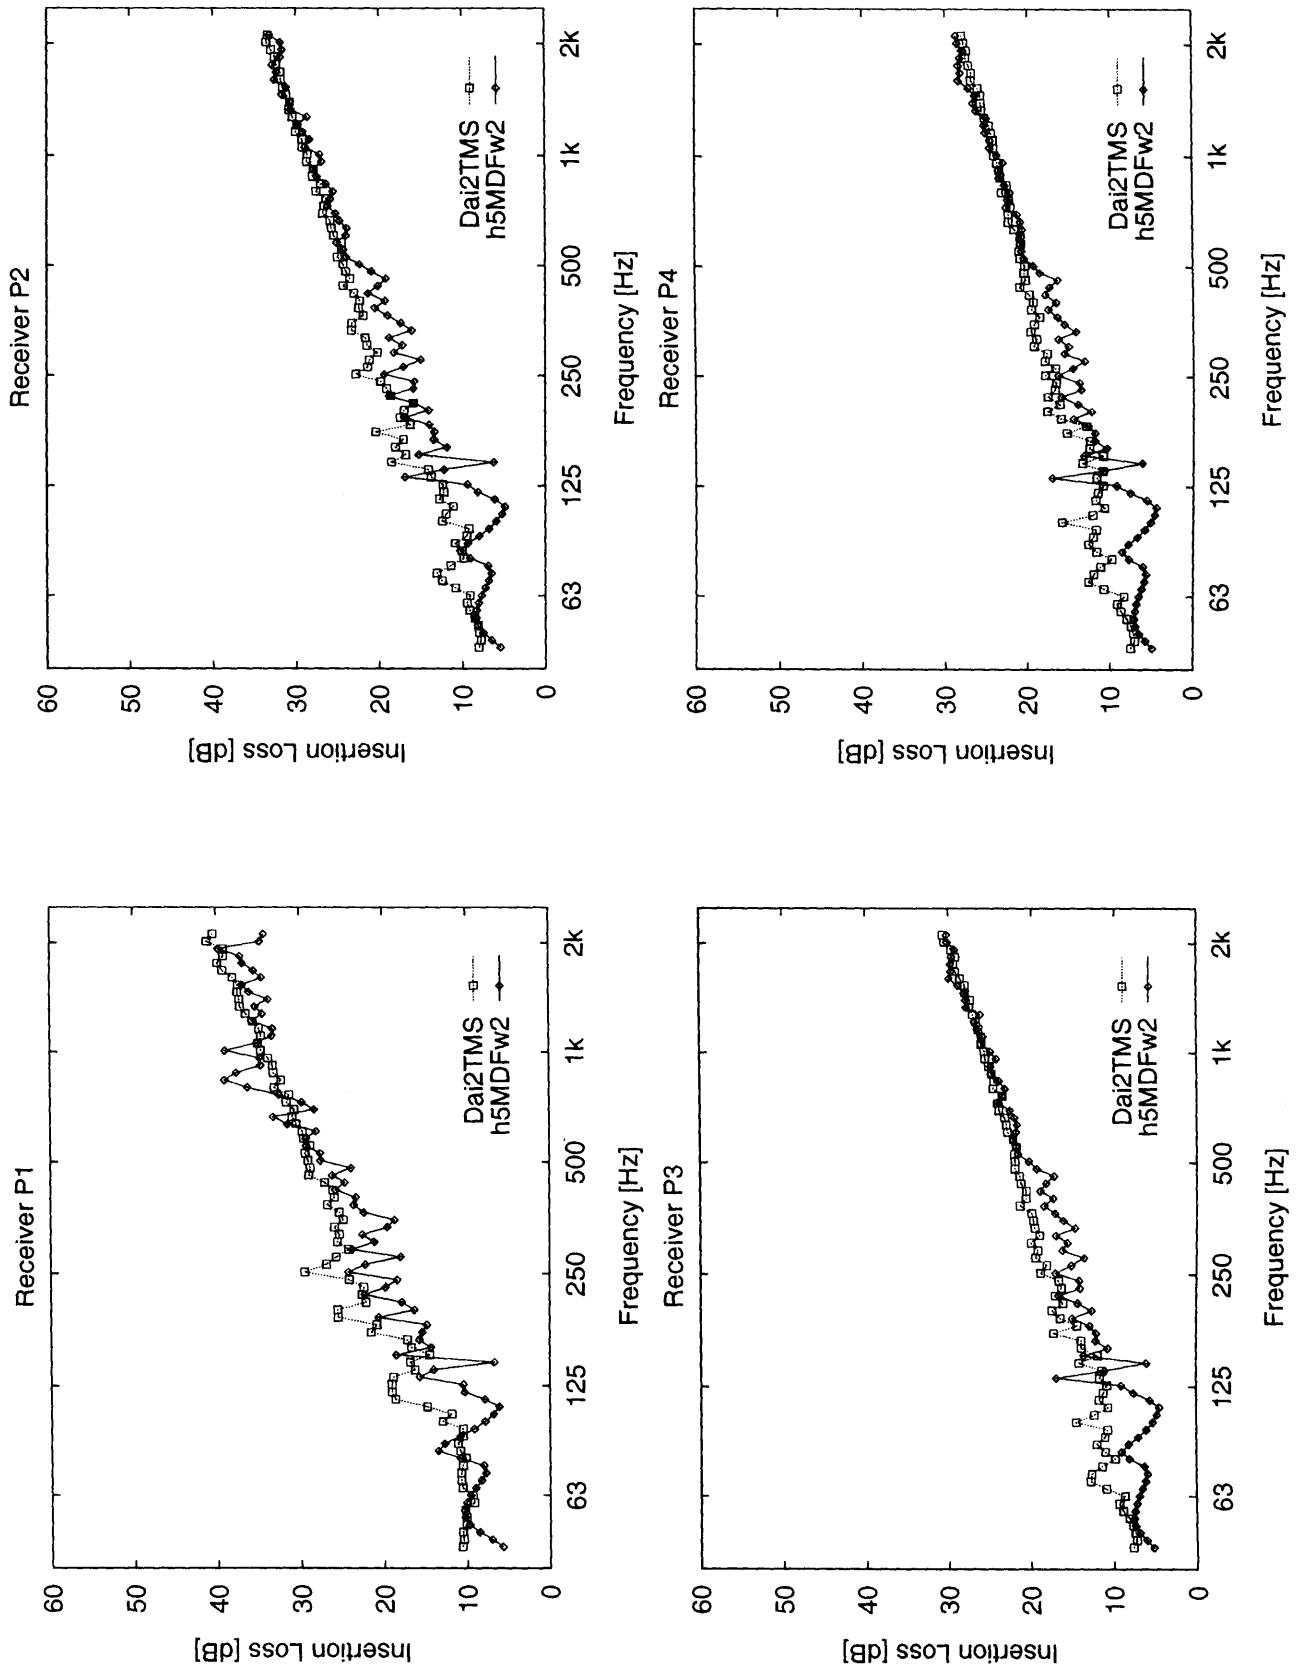 Receiver P1
Insertion Loss [dB]
60
50
40
30
20
10
0
63
125
250
500
1k
2k
Frequency [Hz]
Dai2TMS
h5MDFw2
Receiver P2
Insertion Loss [dB]
60
50
40
30
20
10
0
63
125
250
500
1k
2k
Frequency [Hz]
Dai2TMS
h5MDFw2
Receiver P3
Insertion Loss [dB]
60
50
40
30
20
10
0
63
125
250
500
1k
2k
Frequency [Hz]
Dai2TMS
h5MDFw2
Receiver P4
Insertion Loss [dB]
60
50
40
30
20
10
0
63
125
250
500
1k
2k
Frequency [Hz]
Dai2TMS
h5MDFw2